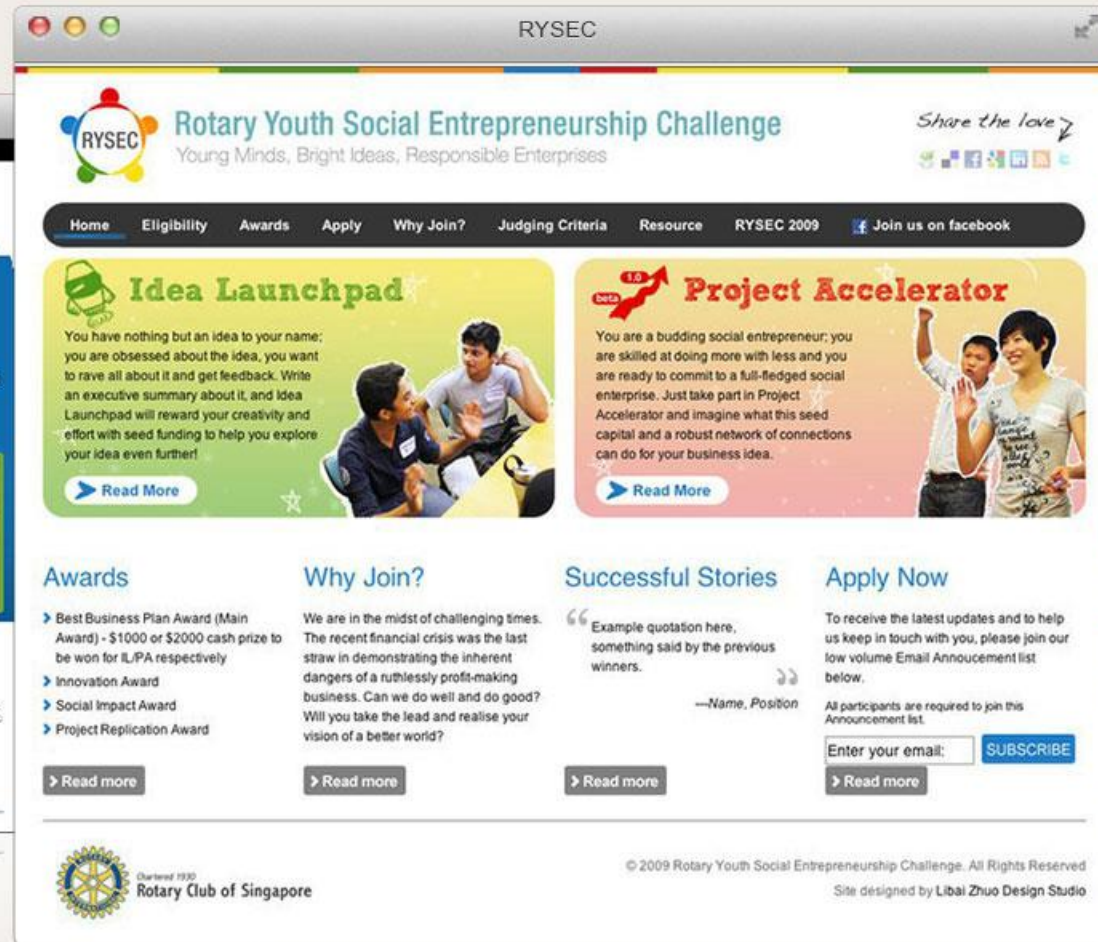 RYSEC
RYSEC
Rotary Youth Social Entrepreneurship Challenge
Young Minds, Bright Ideas, Responsible Enterprises
Share the love
Home Eligibility Awards Apply Why Join? Judging Criteria Resource RYSEC 2009 Join us on facebook
Idea Launchpad
You have nothing but an idea to your name;
you are obsessed about the idea, you want
to rave all about it and get feedback. Write
an executive summary about it, and Idea
Launchpad will reward your creativity and
effort with seed funding to help you explore
your idea even further!
Read More
1.0
beta
Project Accelerator
You are a budding social entrepreneur; you
are skilled at doing more with less and you
are ready to commit to a full-fledged social
enterprise. Just take part in Project
Accelerator and imagine what this seed
capital and a robust network of connections
can do for your business idea.
Read More
Awards
Best Business Plan Award (Main
Award) - $1000 or $2000 cash prize to
be won for IL/PA respectively
Innovation Award
Social Impact Award
Project Replication Award
Read more
Why Join?
We are in the midst of challenging times.
The recent financial crisis was the last
straw in demonstrating the inherent
dangers of a ruthlessly profit-making
business. Can we do well and do good?
Will you take the lead and realise your
vision of a better world?
Read more
Successful Stories
“ Example quotation here,
something said by the previous
winners. ”
---Name, Position
Read more
Apply Now
To receive the latest updates and to help
us keep in touch with you, please join our
low volume Email Annoucement list
below.
All participants are required to join this
Announcement list.
Enter your email: SUBSCRIBE
Read more
Chartered 1930
Rotary Club of Singapore
© 2009 Rotary Youth Social Entrepreneurship Challenge. All Rights Reserved
Site designed by Libai Zhuo Design Studio